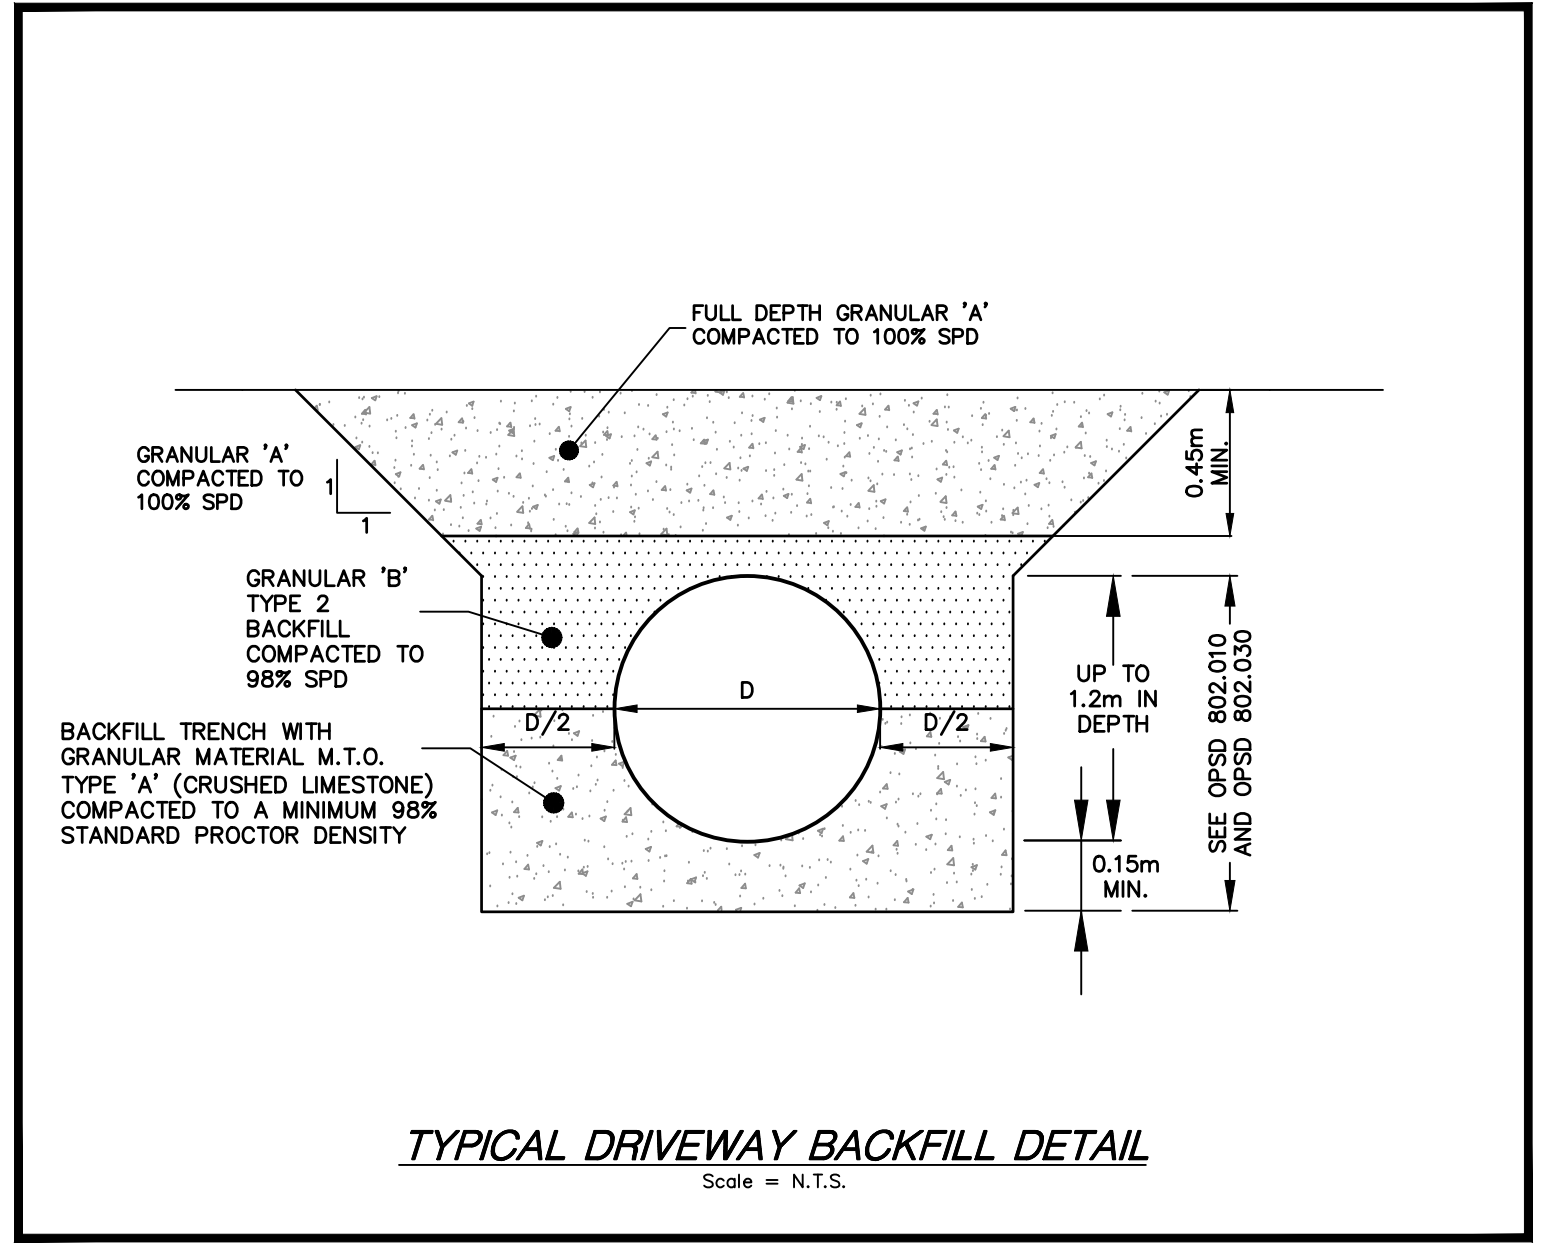 FULL DEPTH GRANULAR 'A'
COMPACTED TO 100% SPD
GRANULAR 'A'
COMPACTED TO
100% SPD
1
1
0.45m
MIN.
GRANULAR 'B'
TYPE 2
BACKFILL
COMPACTED TO
98% SPD
D
D/2
D/2
UP TO
1.2m IN
DEPTH
SEE OPSD 802.010
AND OPSD 802.030
BACKFILL TRENCH WITH
GRANULAR MATERIAL M.T.O.
TYPE 'A' (CRUSHED LIMESTONE)
COMPACTED TO A MINIMUM 98%
STANDARD PROCTOR DENSITY
0.15m
MIN.
TYPICAL DRIVEWAY BACKFILL DETAIL
Scale = N.T.S.